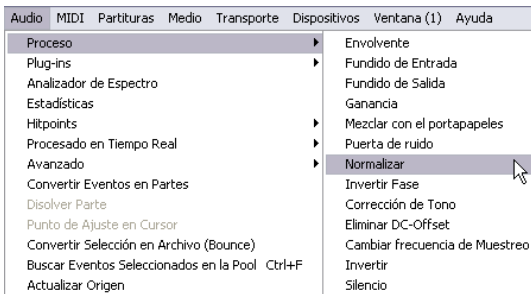 Audio MIDI Partituras Medio Transporte Dispositivos Ventana (1) Ayuda
Proceso
Plug-ins
Analizador de Espectro
Estadísticas
Hitpoints
Procesado en Tiempo Real
Avanzado
Convertir Eventos en Partes
Disolver Parte
Punto de Ajuste en Cursor
Convertir Selección en Archivo (Bounce)
Buscar Eventos Seleccionados en la Pool Ctrl+F
Actualizar Origen
Envolvente
Fundido de Entrada
Fundido de Salida
Ganancia
Mezclar con el portapapeles
Puerta de ruido
Normalizar
Invertir Fase
Corrección de Tono
Eliminar DC-Offset
Cambiar frecuencia de Muestreo
Invertir
Silencio